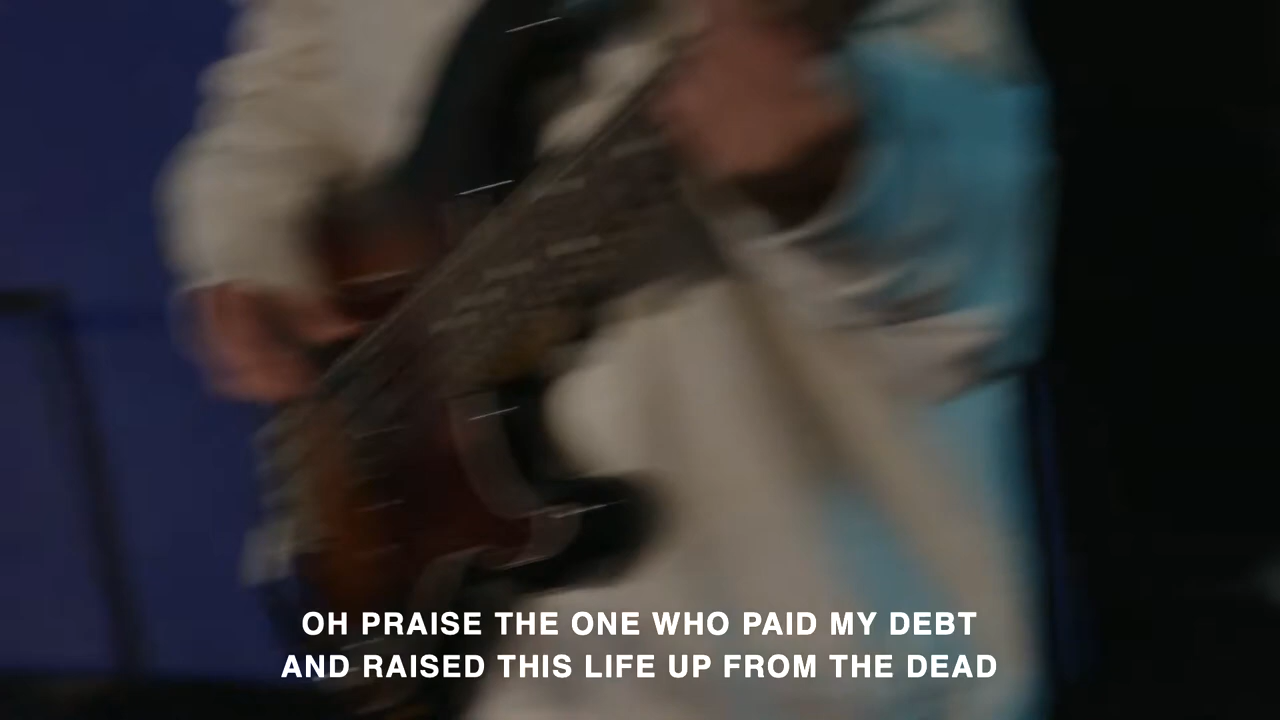 OH PRAISE THE ONE WHO PAID MY DEBT
AND RAISED THIS LIFE UP FROM THE DEAD